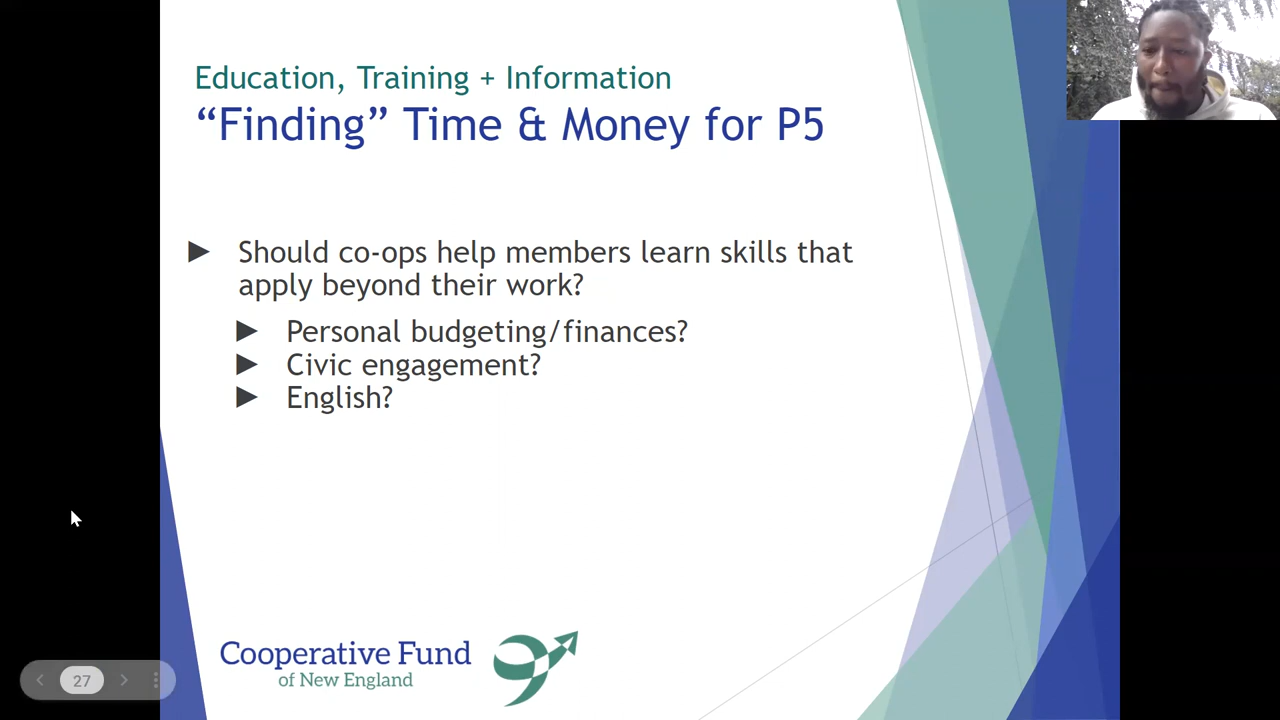 Education, Training + Information
“Finding” Time & Money for P5
Should co-ops help members learn skills that
apply beyond their work?
Personal budgeting/finances?
Civic engagement?
English?
Cooperative Fund
of New England
27